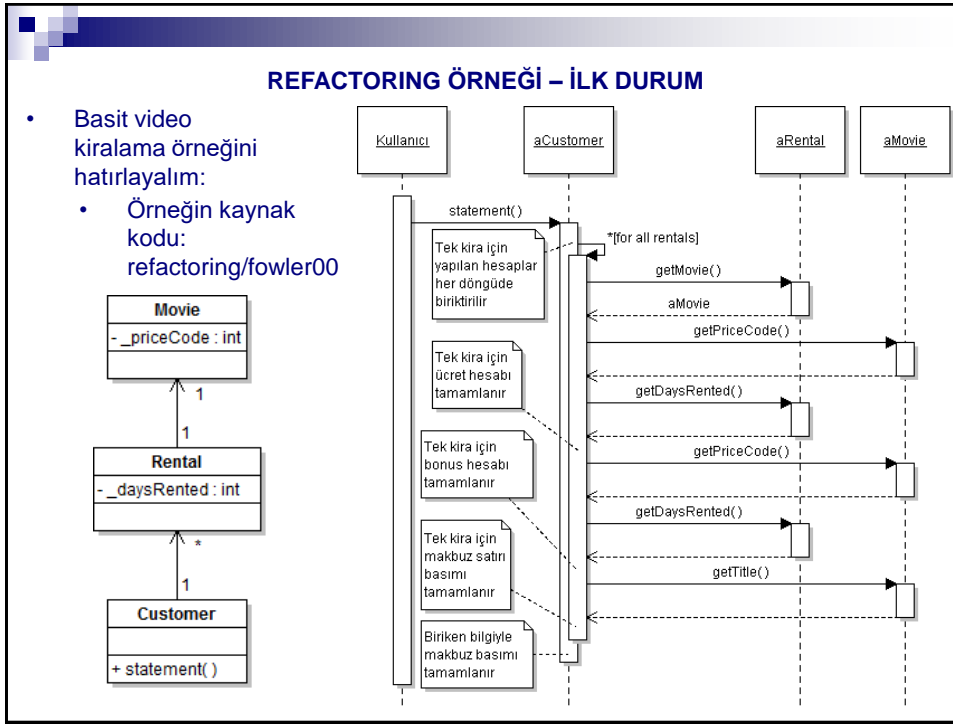 REFACTORING ÖRNEĞİ – İLK DURUM
• Basit video
kiralama örneğini
hatırlayalım:
• Örneğin kaynak
kodu:
refactoring/fowler00
Movie
- _priceCode : int
1
1
Rental
- _daysRented : int
*
1
Customer
+ statement( )
Kullanıcı
aCustomer
aRental
aMovie
statement( )
*[for all rentals]
Tek kira için
yapılan hesaplar
her döngüde
biriktirilir
getMovie( )
aMovie
getPriceCode( )
Tek kira için
ücret hesabı
tamamlanır
getDaysRented( )
Tek kira için
bonus hesabı
tamamlanır
getPriceCode( )
getDaysRented( )
Tek kira için
makbuz satırı
basımı
tamamlanır
getTitle( )
Biriken bilgiyle
makbuz basımı
tamamlanır